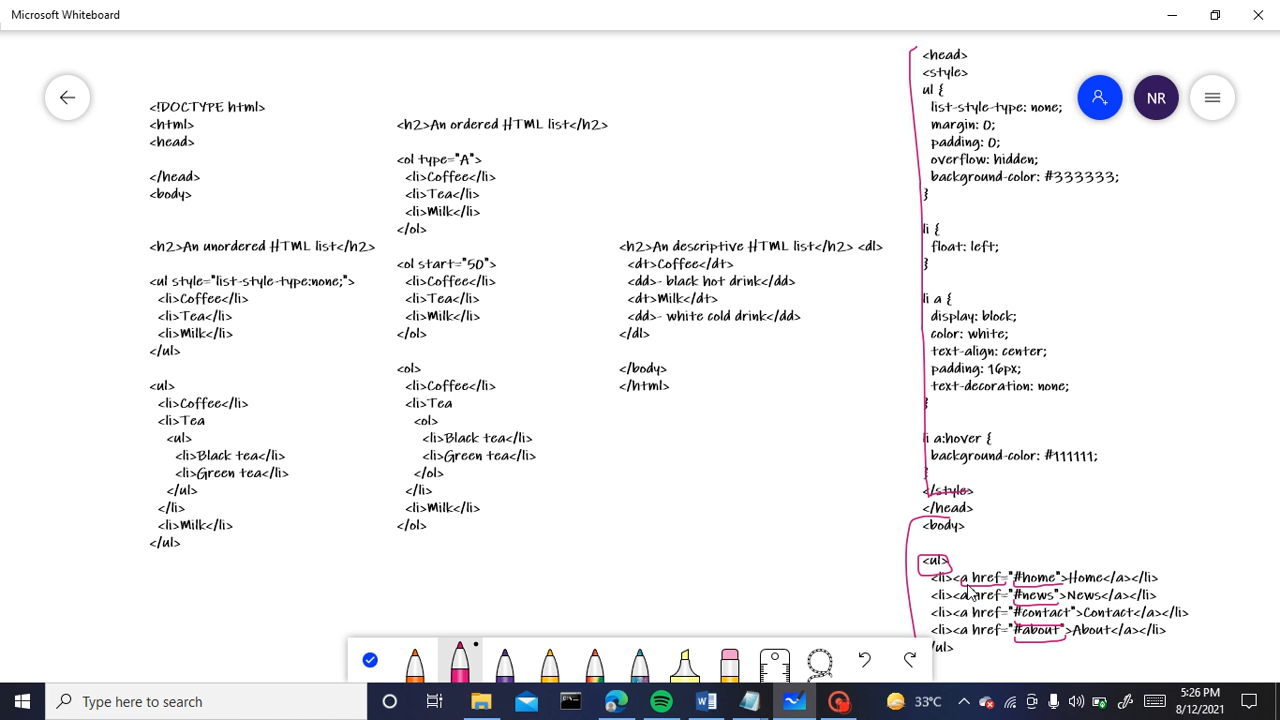 Microsoft Whiteboard
NR
<!DOCTYPE html>
<html>
<head>
</head>
<body>
<h2>An unordered HTML list</h2>
<ul style="list-style-type:none;">
<li>Coffee</li>
<li>Tea</li>
<li>Milk</li>
</ul>
<ul>
<li>Coffee</li>
<li>Tea
<ul>
<li>Black tea</li>
<li>Green tea</li>
</ul>
</li>
<li>Milk</li>
</ul>
<h2>An ordered HTML list</h2>
<ol type="A">
<li>Coffee</li>
<li>Tea</li>
<li>Milk</li>
</ol>
<ol start="50">
<li>Coffee</li>
<li>Tea</li>
<li>Milk</li>
</ol>
<ol>
<li>Coffee</li>
<li>Tea
<ol>
<li>Black tea</li>
<li>Green tea</li>
</ol>
</li>
<li>Milk</li>
</ol>
<h2>An descriptive HTML list</h2> <dl>
<dt>Coffee</dt>
<dd>- black hot drink</dd>
<dt>Milk</dt>
<dd>- white cold drink</dd>
</dl>
</body>
</html>
<head>
<style>
ul {
list-style-type: none;
margin: 0;
padding: 0;
overflow: hidden;
background-color: #333333;
}
li {
float: left;
}
li a {
display: block;
color: white;
text-align: center;
padding: 16px;
text-decoration: none;
}
li a:hover {
background-color: #111111;
}
</style>
</head>
<body>
<ul>
<li><a href="#home">Home</a></li>
<li><a href="#news">News</a></li>
<li><a href="#contact">Contact</a></li>
<li><a href="#about">About</a></li>
</ul>
Type here to search
33°C
5:26 PM
8/12/2021